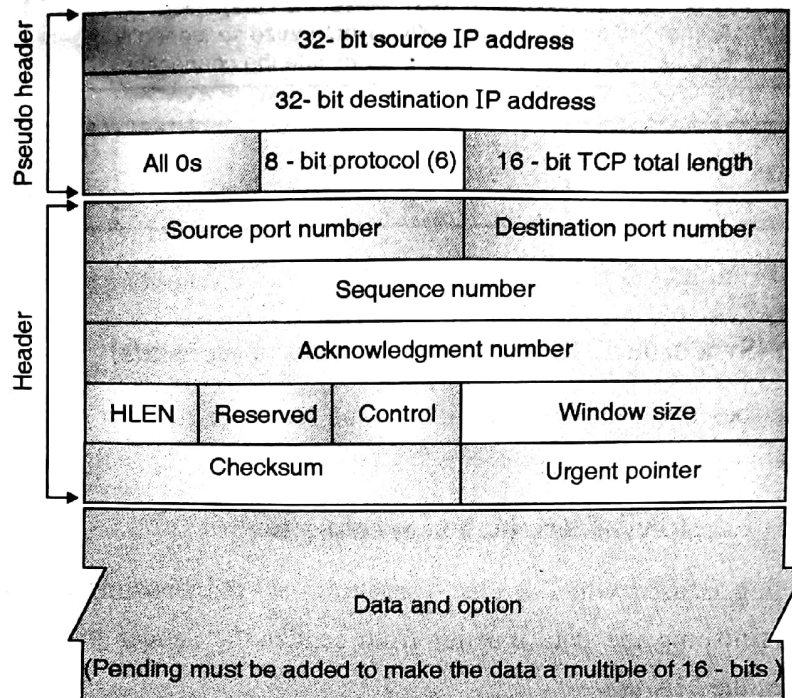 Pseudo header
32- bit source IP address
32- bit destination IP address
All 0s
8 - bit protocol (6)
16 - bit TCP total length
Header
Source port number
Destination port number
Sequence number
Acknowledgment number
HLEN
Reserved
Control
Window size
Checksum
Urgent pointer
Data and option
(Pending must be added to make the data a multiple of 16 - bits )